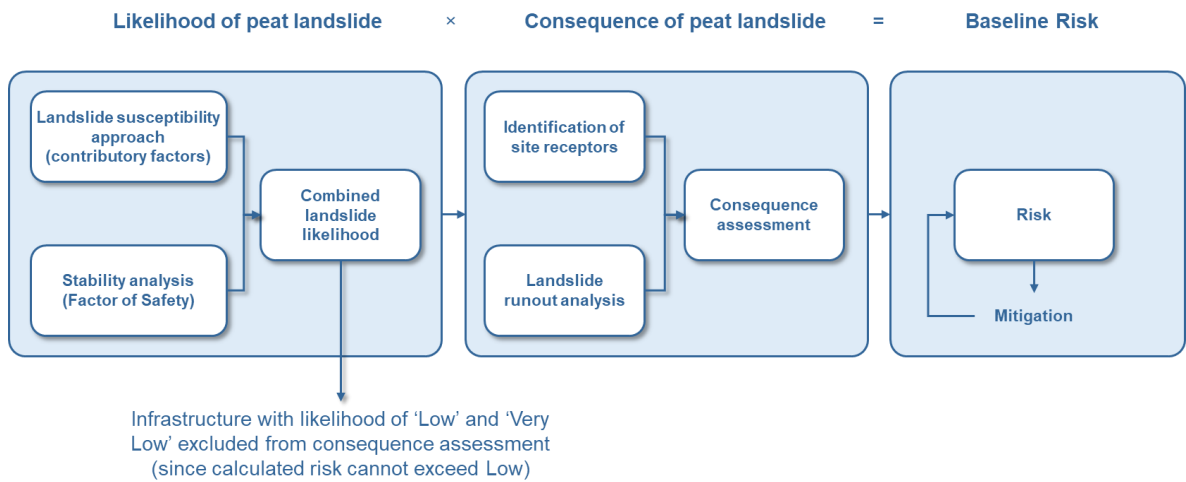 Likelihood of peat landslide × Consequence of peat landslide = Baseline Risk
Landslide susceptibility
approach
(contributory factors)
Stability analysis
(Factor of Safety)
Combined
landslide
likelihood
Identification of
site receptors
Landslide
runout analysis
Consequence
assessment
Risk
Mitigation
Infrastructure with likelihood of ‘Low’ and ‘Very
Low’ excluded from consequence assessment
(since calculated risk cannot exceed Low)